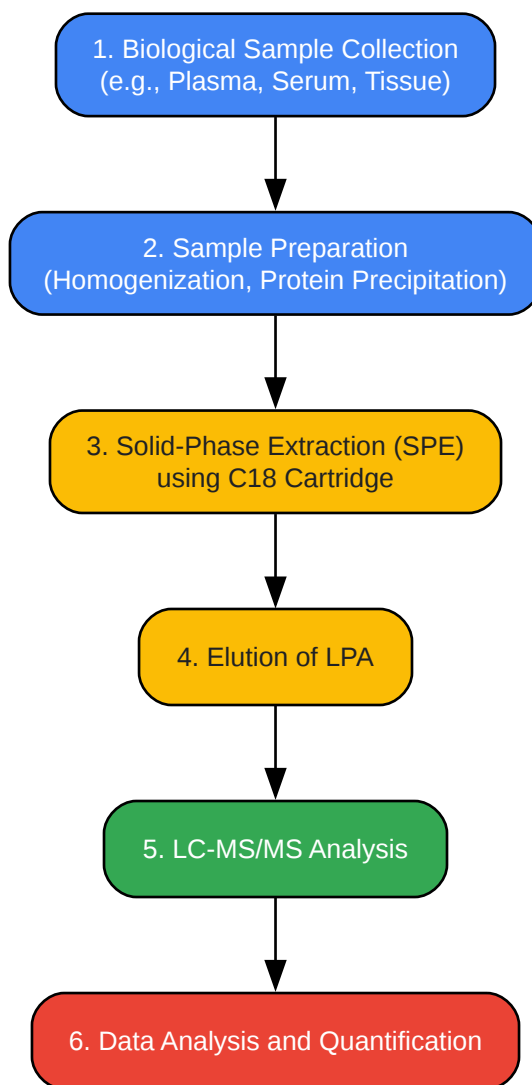 1. Biological Sample Collection
(e.g., Plasma, Serum, Tissue)
2. Sample Preparation
(Homogenization, Protein Precipitation)
3. Solid-Phase Extraction (SPE)
using C18 Cartridge
4. Elution of LPA
5. LC-MS/MS Analysis
6. Data Analysis and Quantification